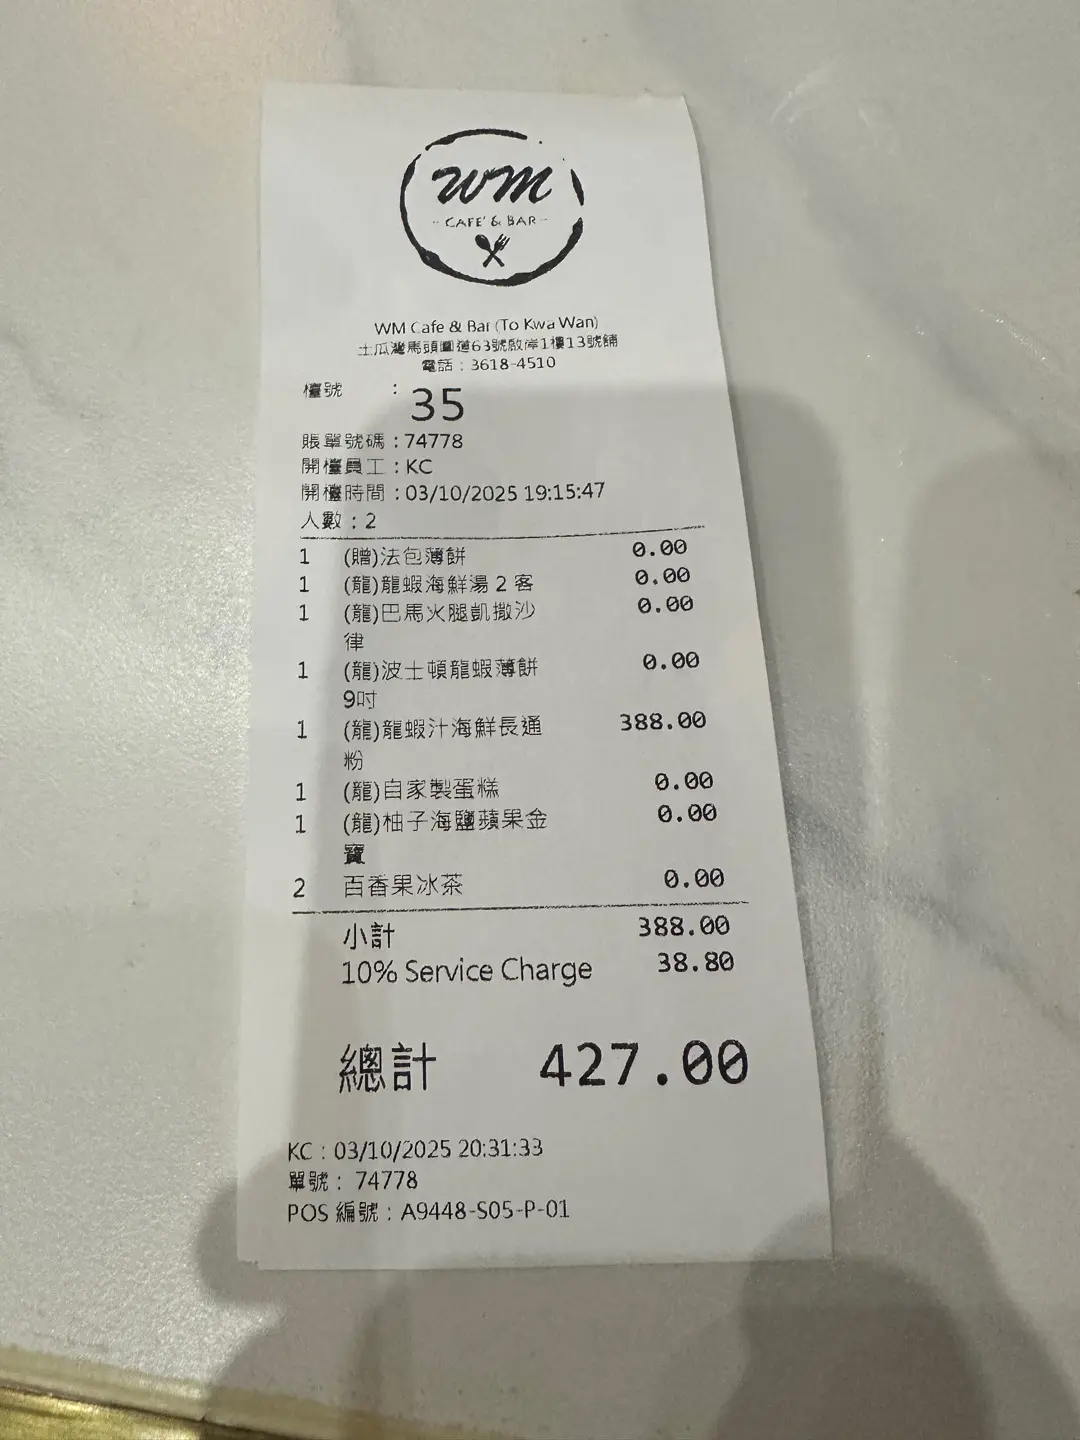 WM
- CAFE' & BAR -
WM Cafe & Bar (To Kwa Wan)
土瓜灣馬頭圍道63號啟岸1樓13號舖
電話：3618-4510
檯號 : 35
賬單號碼：74778
開檯員工：KC
開檯時間：03/10/2025 19:15:47
人數：2
1 (贈)法包薄餅 0.00
1 (龍)龍蝦海鮮湯 2 客 0.00
1 (龍)巴馬火腿凱撒沙 0.00
律
1 (龍)波士頓龍蝦薄餅 0.00
9吋
1 (龍)龍蝦汁海鮮長通 388.00
粉
1 (龍)自家製蛋糕 0.00
1 (龍)柚子海鹽蘋果金 0.00
寶
2 百香果冰茶 0.00
小計 388.00
10% Service Charge 38.80
總計 427.00
KC : 03/10/2025 20:31:33
單號： 74778
POS 編號：A9448-S05-P-01